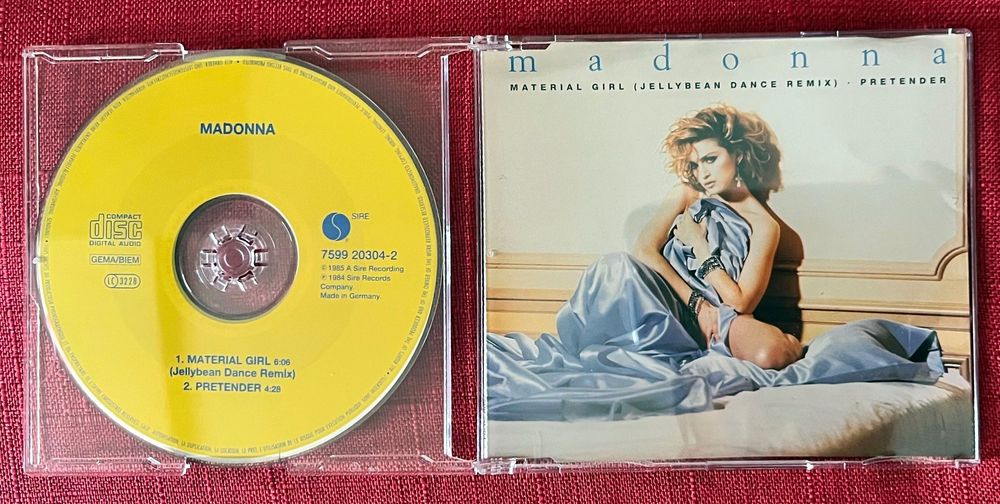 MADONNA
COMPACT
disc
DIGITAL AUDIO
GEMA/BIEM
LC 3228
SIRE
7599 20304-2
© 1985 A Sire Recording
℗ 1984 Sire Records
Company.
Made in Germany.
1. MATERIAL GIRL 6:06
(Jellybean Dance Remix)
2. PRETENDER 4:28
madonna
MATERIAL GIRL (JELLYBEAN DANCE REMIX) · PRETENDER